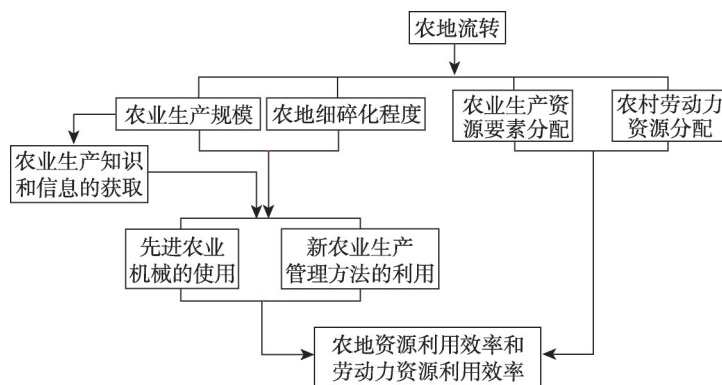 农地流转
农业生产规模
农地细碎化程度
农业生产资
源要素分配
农村劳动力
资源分配
农业生产知识
和信息的获取
先进农业
机械的使用
新农业生产
管理方法的利用
农地资源利用效率和
劳动力资源利用效率